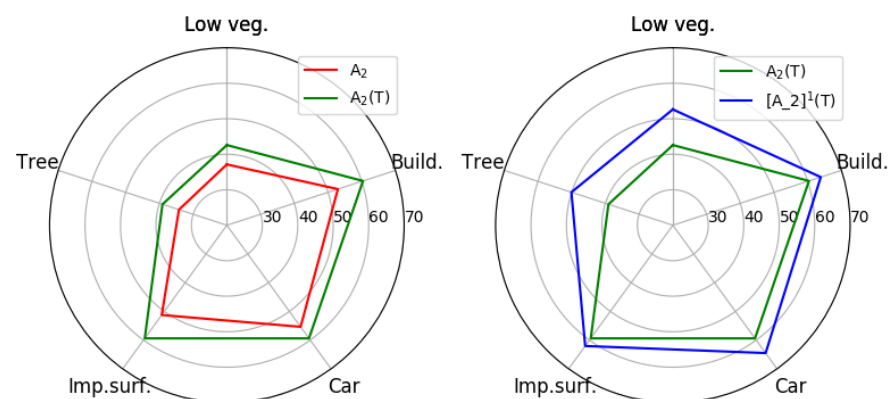 Low veg.
A₂
A₂(T)
Tree
Build.
30 40 50 60 70
Imp.surf.
Car
Low veg.
A₂(T)
[A_2]¹(T)
Tree
Build.
30 40 50 60 70
Imp.surf.
Car